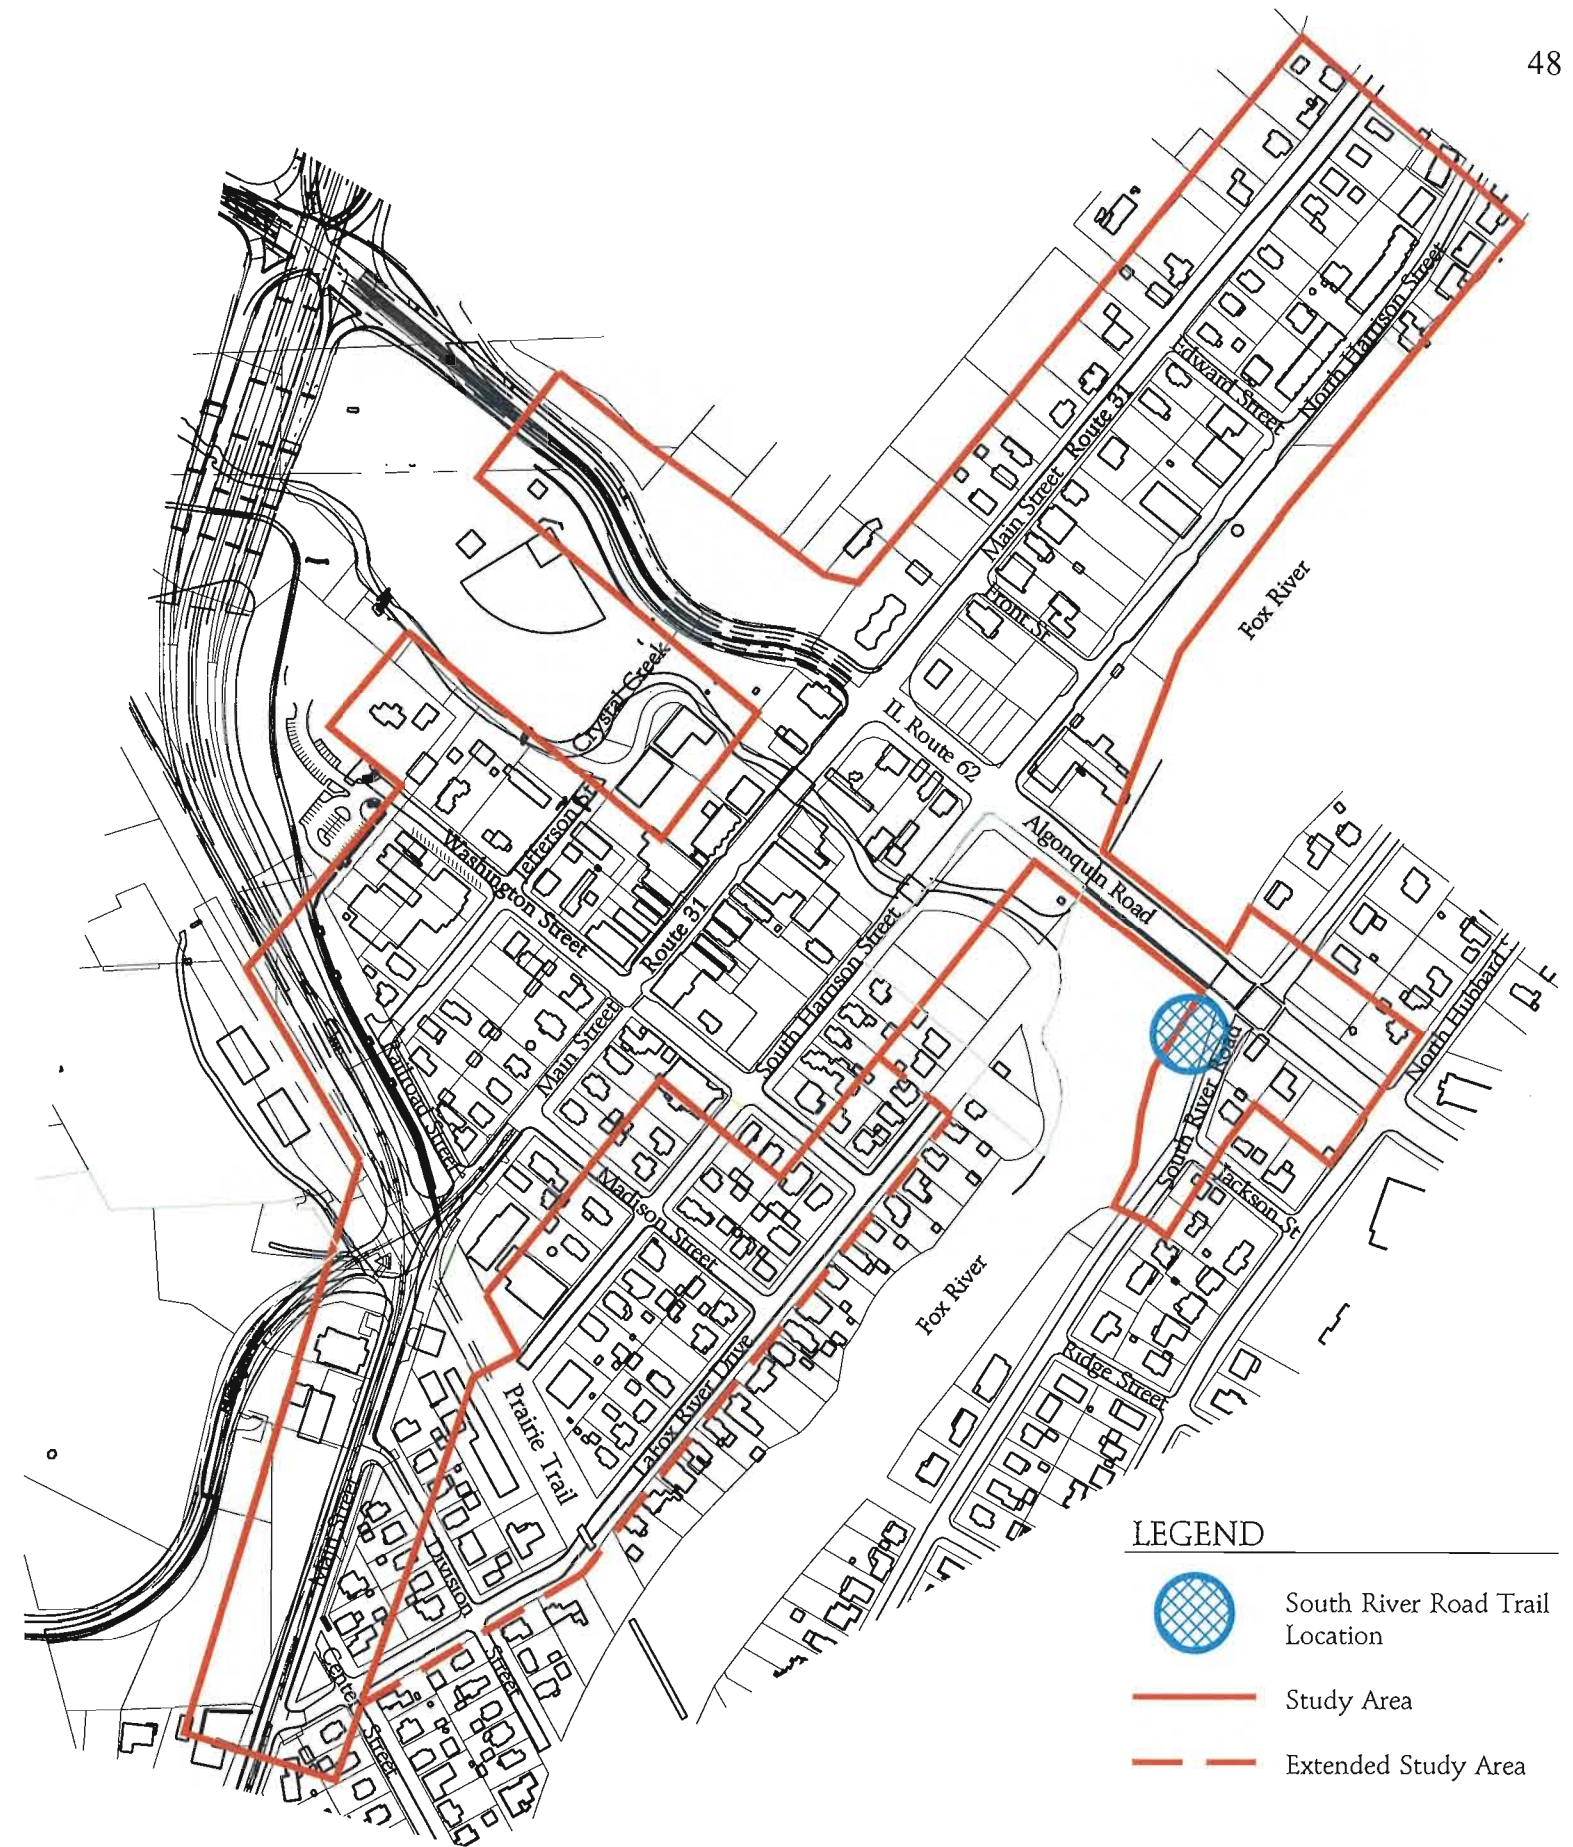 48
North Harrison Street
Edward Street
Main Street Route 31
Front St.
Fox River
Crystal Creek
IL Route 62
Algonquin Road
Jefferson St.
Washington Street
Route 31
South Harrison Street
North Hubbard
South River Road
Main Street
Railroad Street
Jackson St
Madison Street
Fox River
Ridge Street
LaFox River Drive
Prairie Trail
Main Street
Division
Street
Center
Street
LEGEND
South River Road Trail
Location
Study Area
Extended Study Area